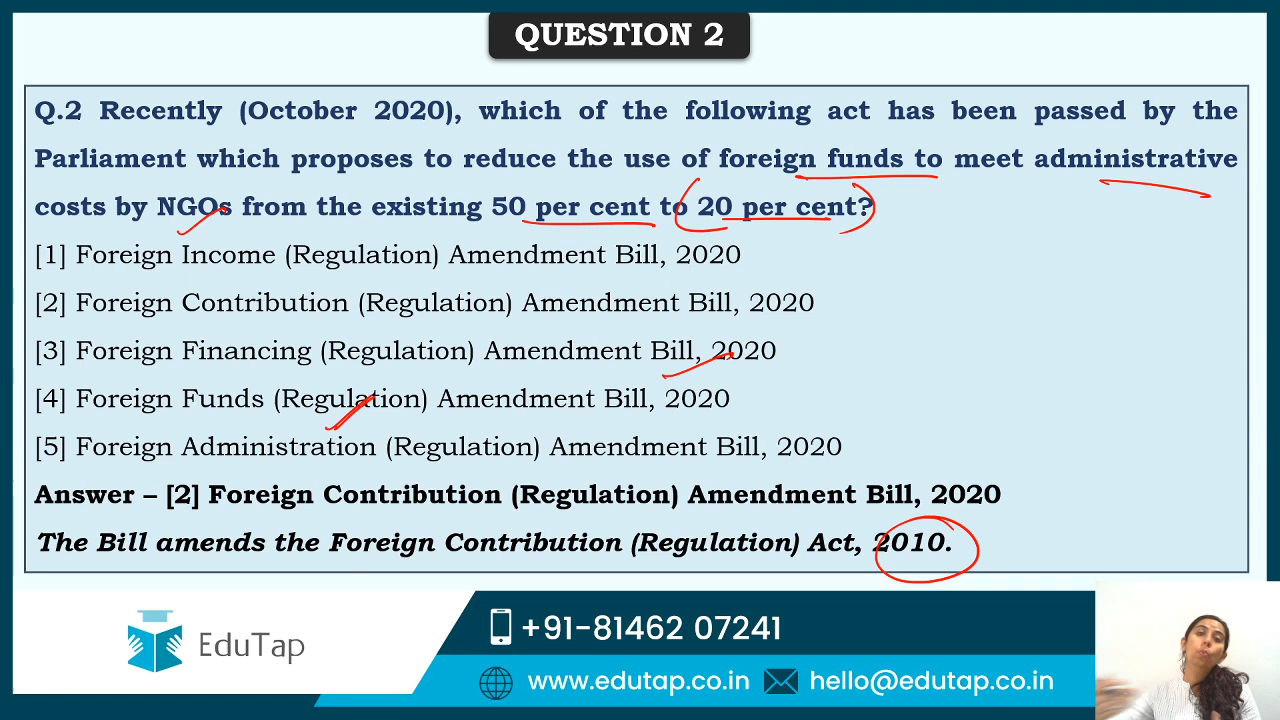 QUESTION 2
Q.2 Recently (October 2020), which of the following act has been passed by the
Parliament which proposes to reduce the use of foreign funds to meet administrative
costs by NGOs from the existing 50 per cent to 20 per cent?
[1] Foreign Income (Regulation) Amendment Bill, 2020
[2] Foreign Contribution (Regulation) Amendment Bill, 2020
[3] Foreign Financing (Regulation) Amendment Bill, 2020
[4] Foreign Funds (Regulation) Amendment Bill, 2020
[5] Foreign Administration (Regulation) Amendment Bill, 2020
Answer – [2] Foreign Contribution (Regulation) Amendment Bill, 2020
The Bill amends the Foreign Contribution (Regulation) Act, 2010.
EduTap
+91-81462 07241
www.edutap.co.in
hello@edutap.co.in